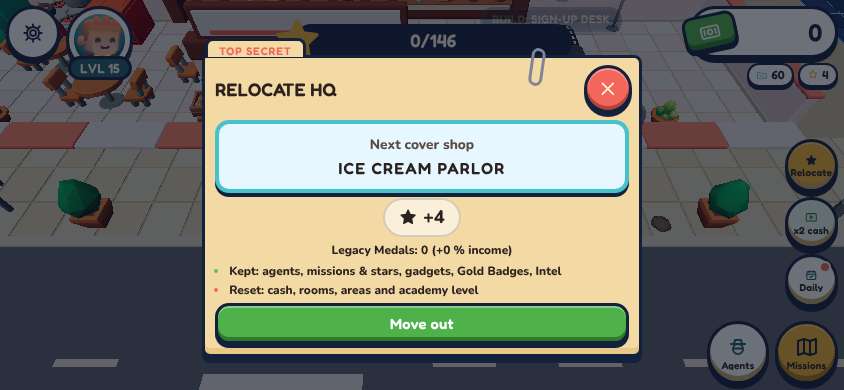 BUILD: SIGN-UP DESK
LVL 15
0/146
0
60
4
TOP SECRET
RELOCATE HQ
Next cover shop
ICE CREAM PARLOR
+4
Legacy Medals: 0 (+0 % income)
Kept: agents, missions & stars, gadgets, Gold Badges, Intel
Reset: cash, rooms, areas and academy level
Move out
Relocate
x2 cash
Daily
Agents
Missions